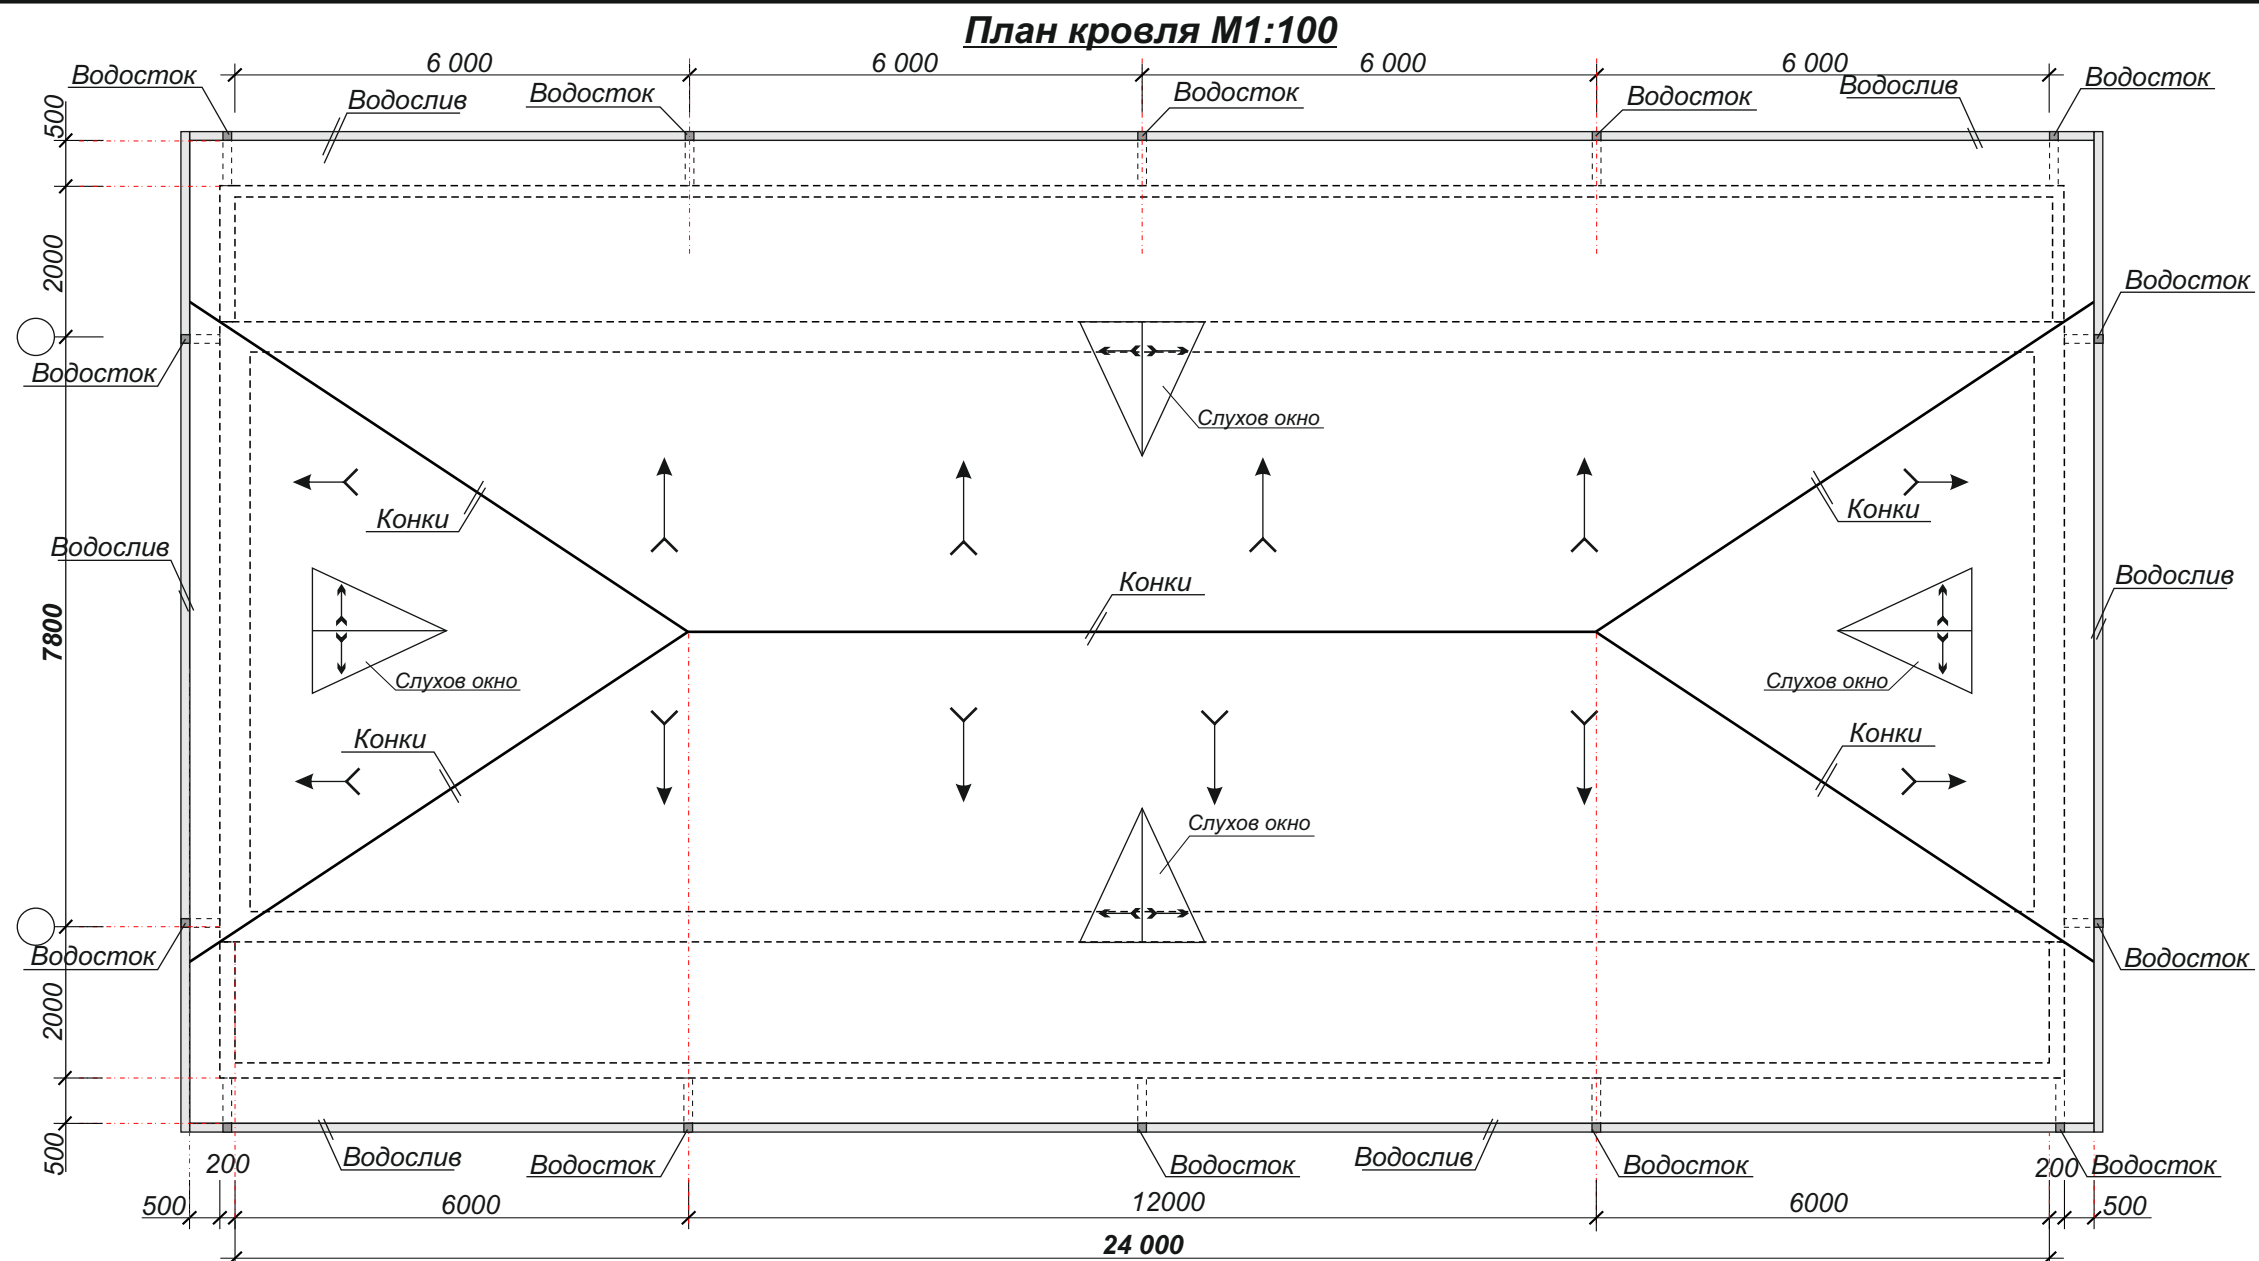 План кровля М1:100
6 000
6 000
6 000
6 000
Водосток
Водослив
Водосток
Водосток
Водосток
Водослив
Водосток
500
2000
Водосток
Водосток
Слухов окно
Конки
Конки
Водослив
Конки
Водослив
7800
Слухов окно
Слухов окно
Конки
Конки
Слухов окно
Водосток
Водосток
2000
500
200
Водослив
Водосток
Водосток
Водослив
Водосток
200
Водосток
500
6000
12000
6000
500
24 000